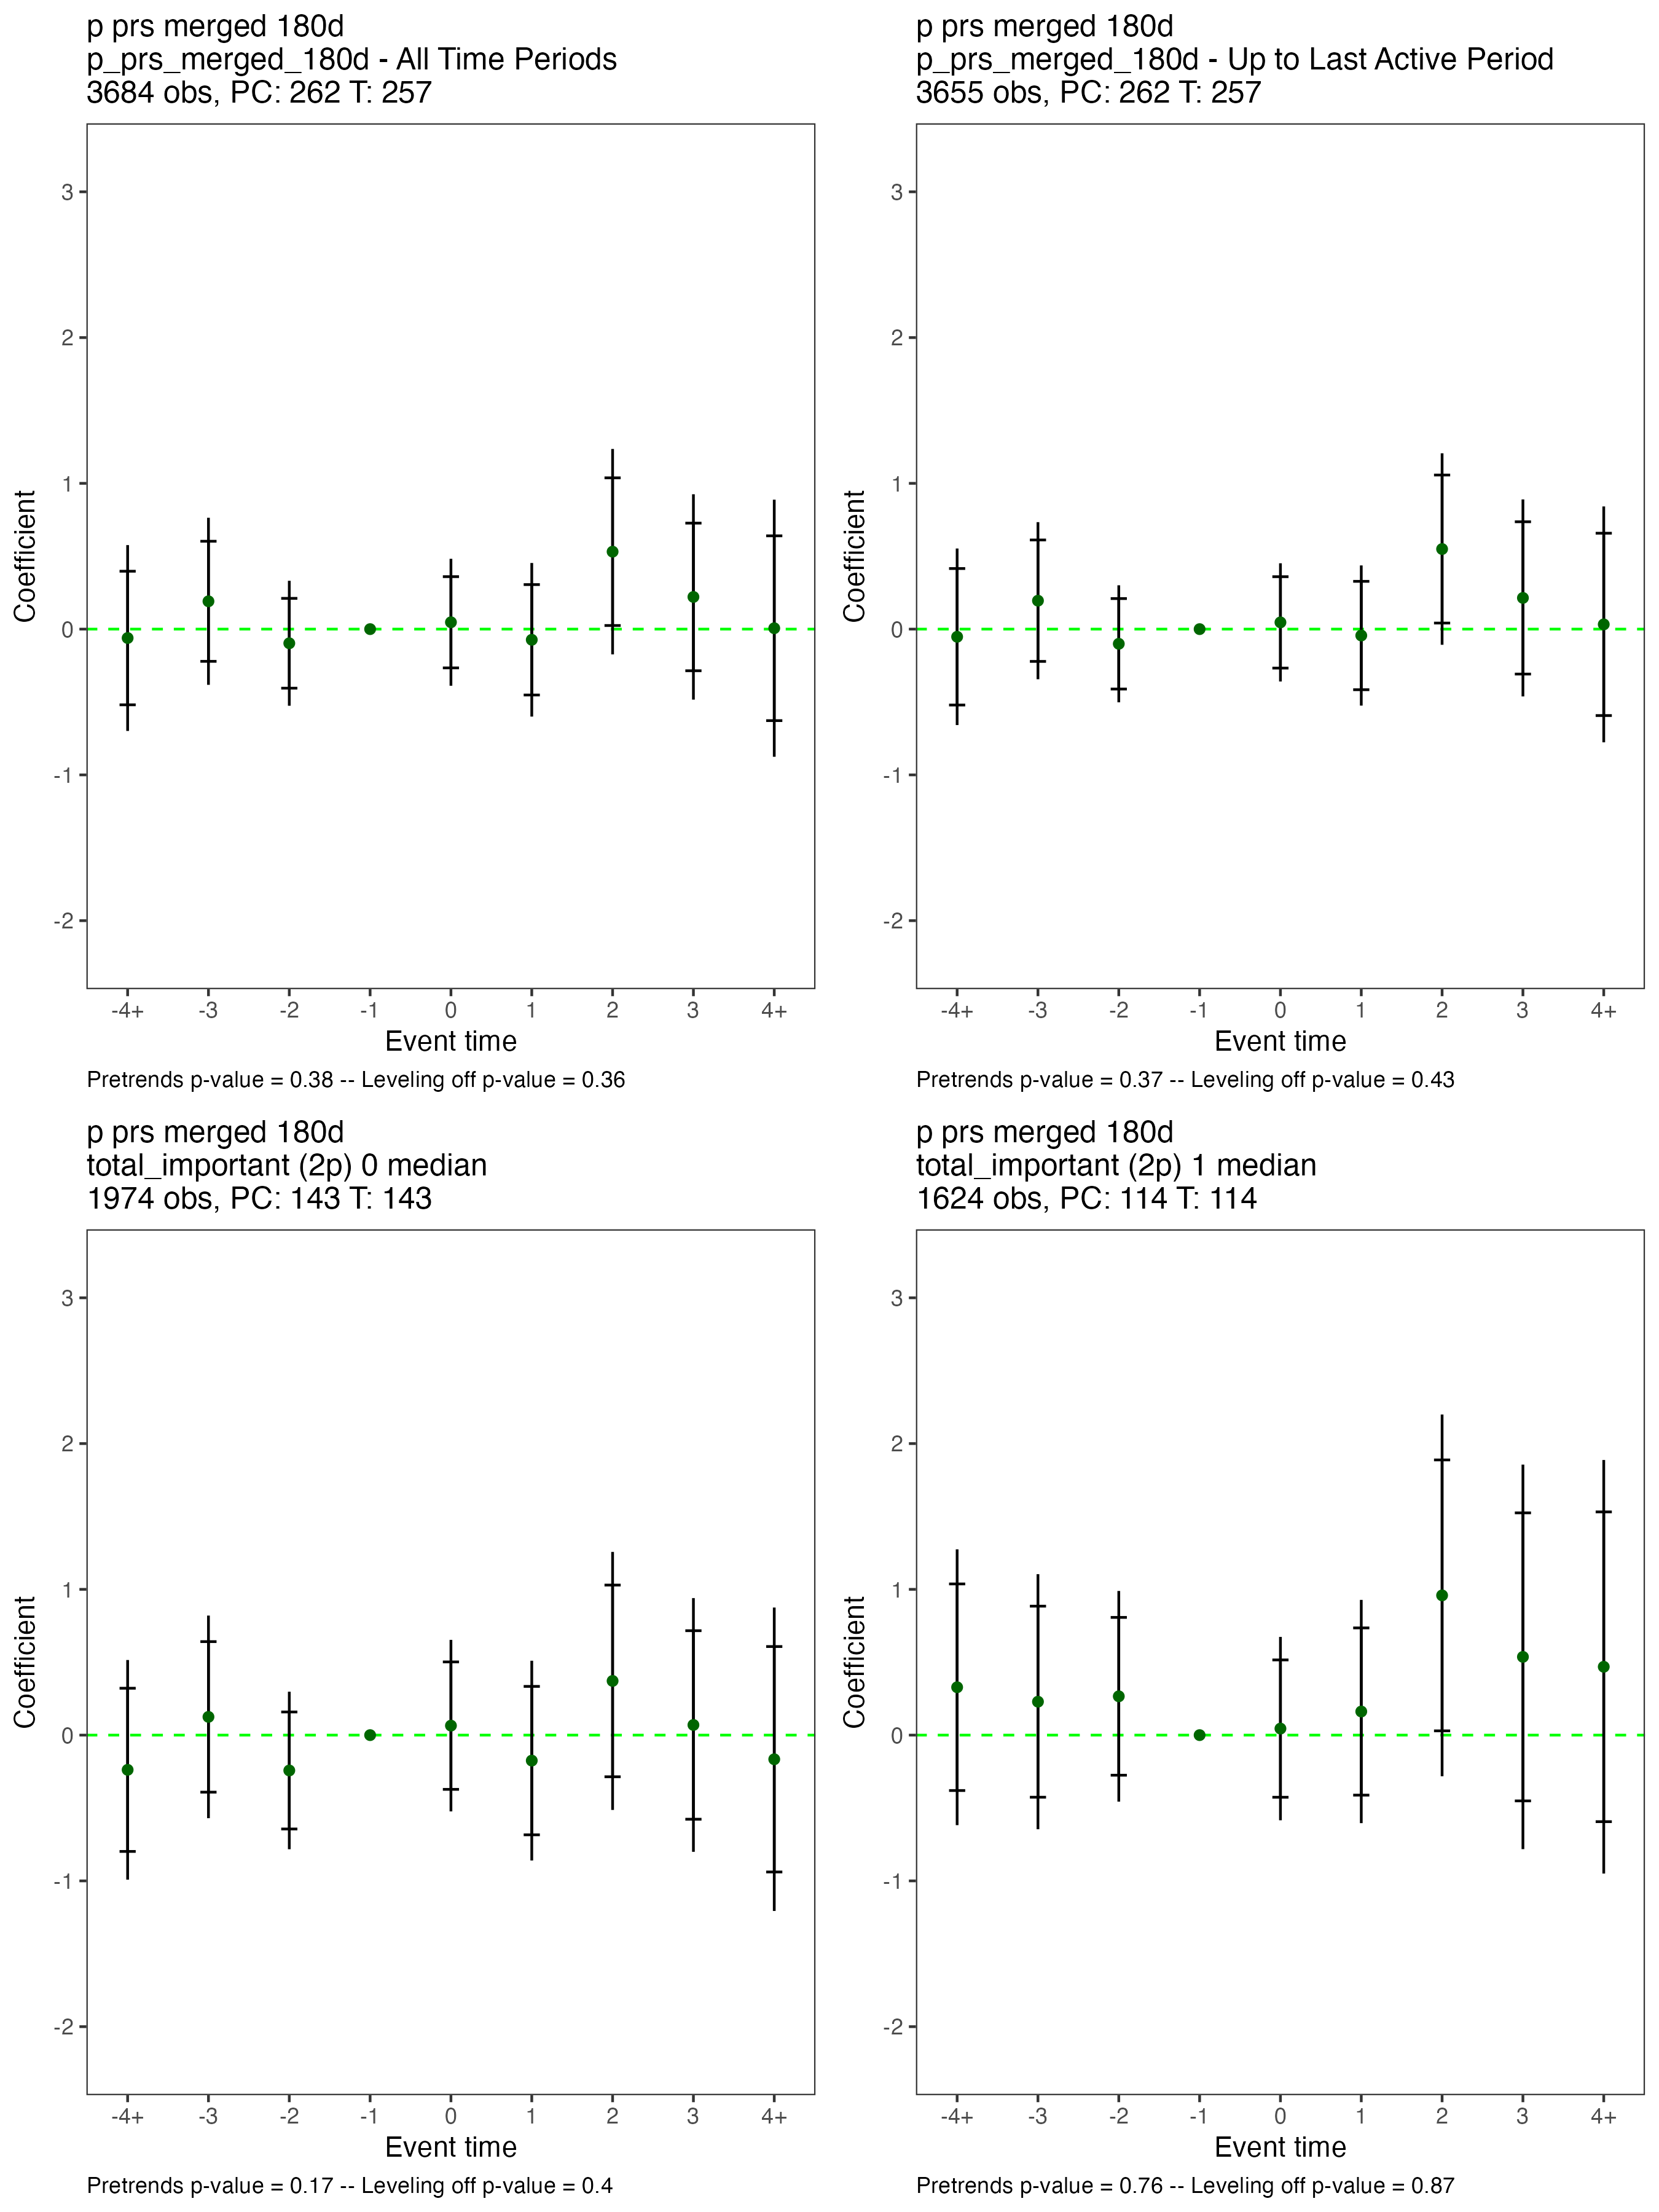 p prs merged 180d
p_prs_merged_180d - All Time Periods
3684 obs, PC: 262 T: 257
3
2
1
0
-1
-2
Coefficient
-4+ -3 -2 -1 0 1 2 3 4+
Event time
Pretrends p-value = 0.38 -- Leveling off p-value = 0.36
p prs merged 180d
p_prs_merged_180d - Up to Last Active Period
3655 obs, PC: 262 T: 257
3
2
1
0
-1
-2
Coefficient
-4+ -3 -2 -1 0 1 2 3 4+
Event time
Pretrends p-value = 0.37 -- Leveling off p-value = 0.43
p prs merged 180d
total_important (2p) 0 median
1974 obs, PC: 143 T: 143
3
2
1
0
-1
-2
Coefficient
-4+ -3 -2 -1 0 1 2 3 4+
Event time
Pretrends p-value = 0.17 -- Leveling off p-value = 0.4
p prs merged 180d
total_important (2p) 1 median
1624 obs, PC: 114 T: 114
3
2
1
0
-1
-2
Coefficient
-4+ -3 -2 -1 0 1 2 3 4+
Event time
Pretrends p-value = 0.76 -- Leveling off p-value = 0.87